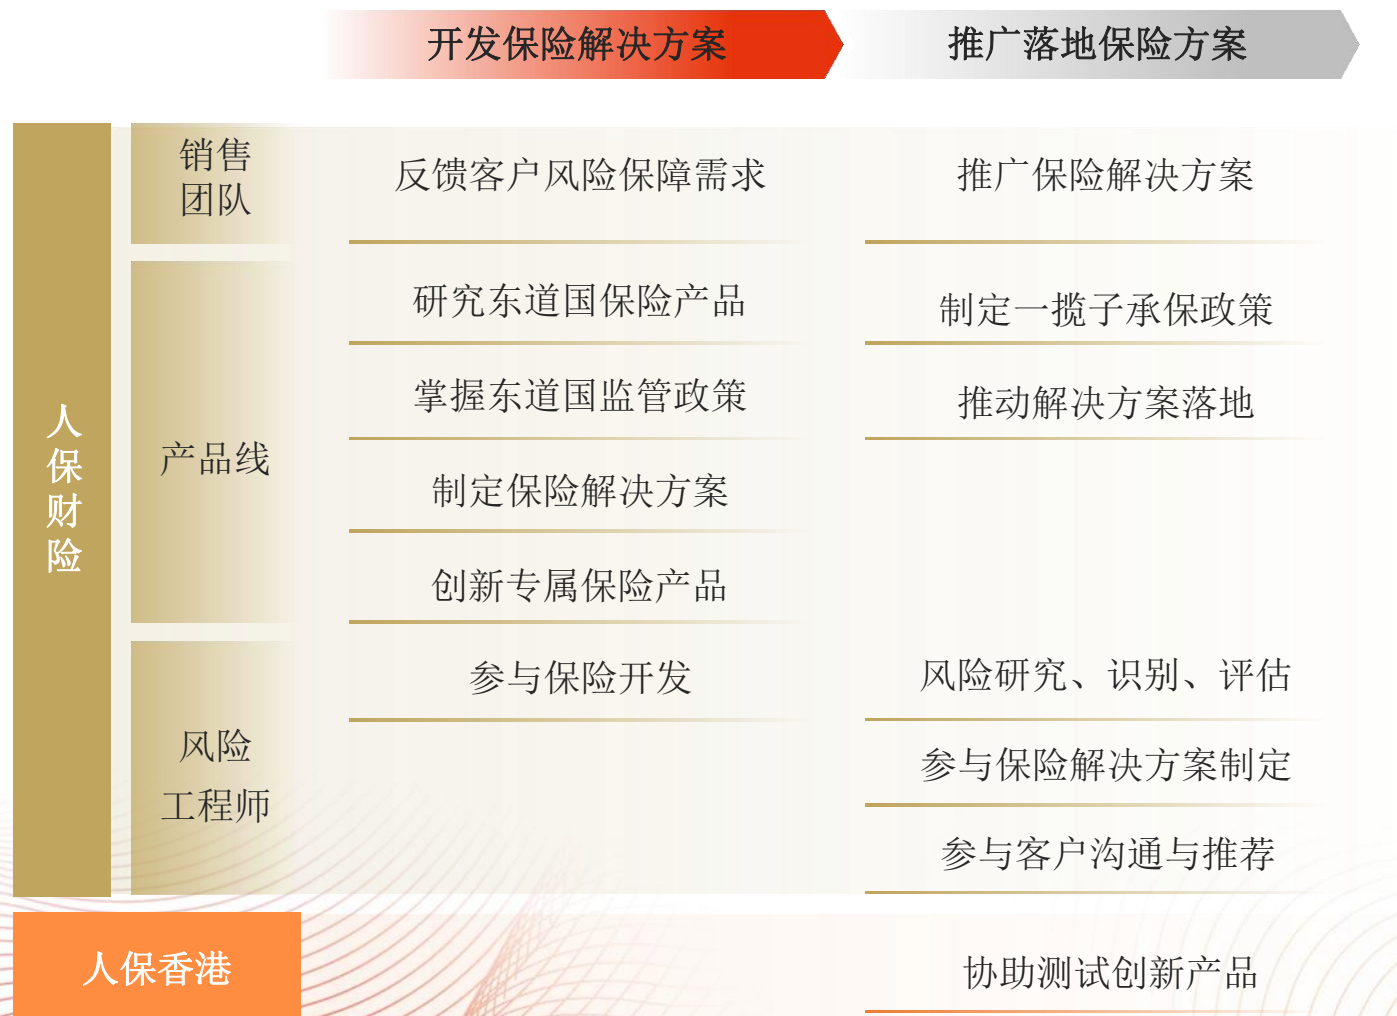 开发保险解决方案
推广落地保险方案
人保财险
销售
团队
反馈客户风险保障需求
推广保险解决方案
产品线
研究东道国保险产品
制定一揽子承保政策
掌握东道国监管政策
推动解决方案落地
制定保险解决方案
创新专属保险产品
风险
工程师
参与保险开发
风险研究、识别、评估
参与保险解决方案制定
参与客户沟通与推荐
人保香港
协助测试创新产品